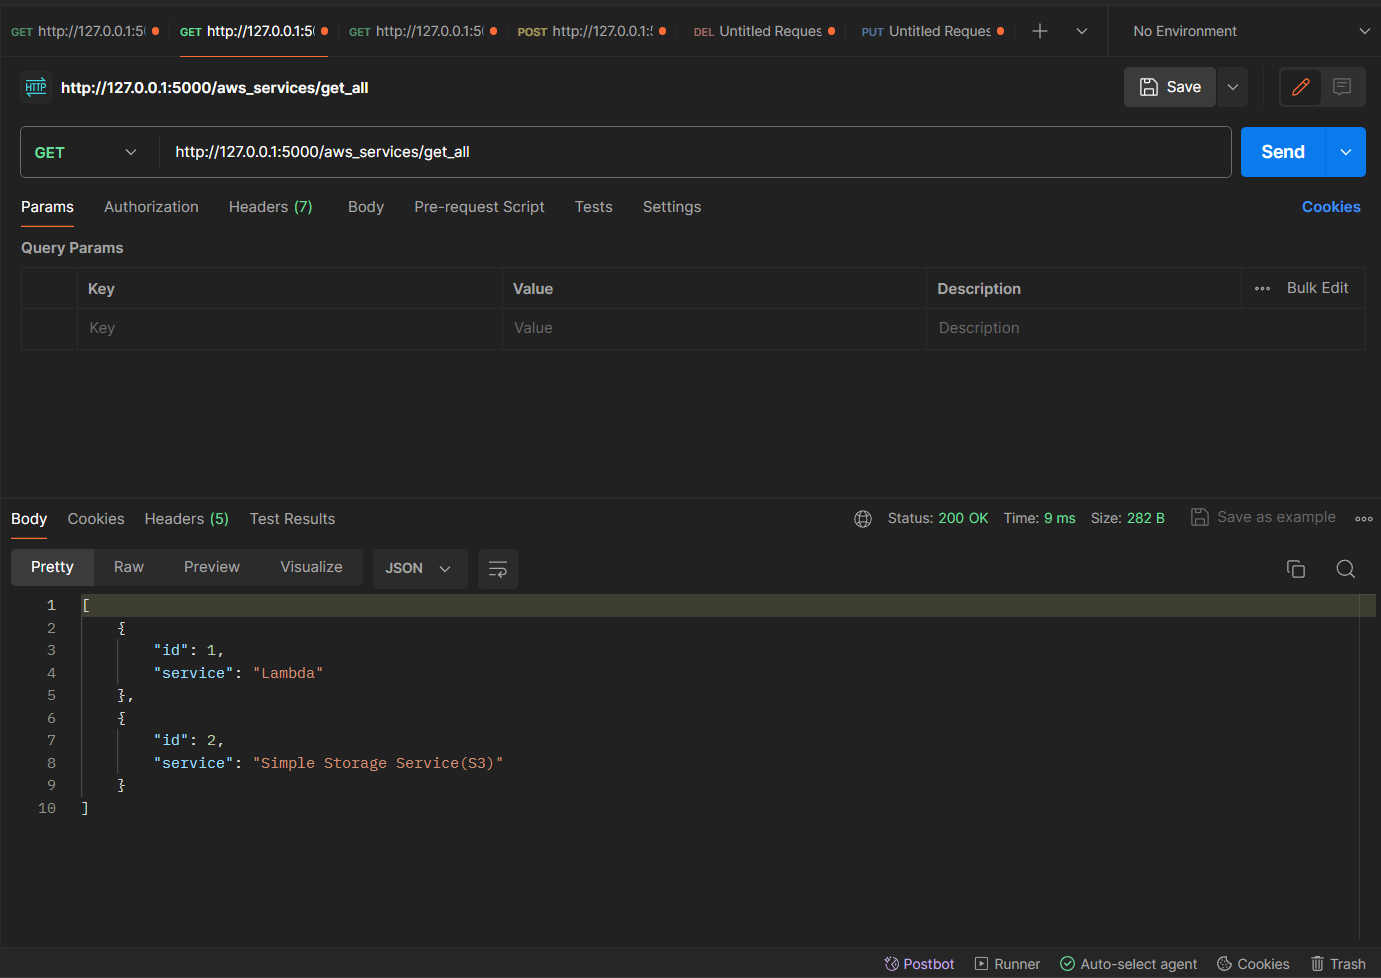 GET http://127.0.0.1:5( GET http://127.0.0.1:5( GET http://127.0.0.1:5( POST http://127.0.0.1: DEL Untitled Reques PUT Untitled Reques No Environment
HTTP http://127.0.0.1:5000/aws_services/get_all Save
GET http://127.0.0.1:5000/aws_services/get_all Send
Params Authorization Headers (7) Body Pre-request Script Tests Settings Cookies
Query Params
Key Value Description Bulk Edit
Key Value Description
Body Cookies Headers (5) Test Results Status: 200 OK Time: 9 ms Size: 282 B Save as example
Pretty Raw Preview Visualize JSON
1 [
2 {
3 "id": 1,
4 "service": "Lambda"
5 },
6 {
7 "id": 2,
8 "service": "Simple Storage Service(S3)"
9 }
10 ]
Postbot Runner Auto-select agent Cookies Trash